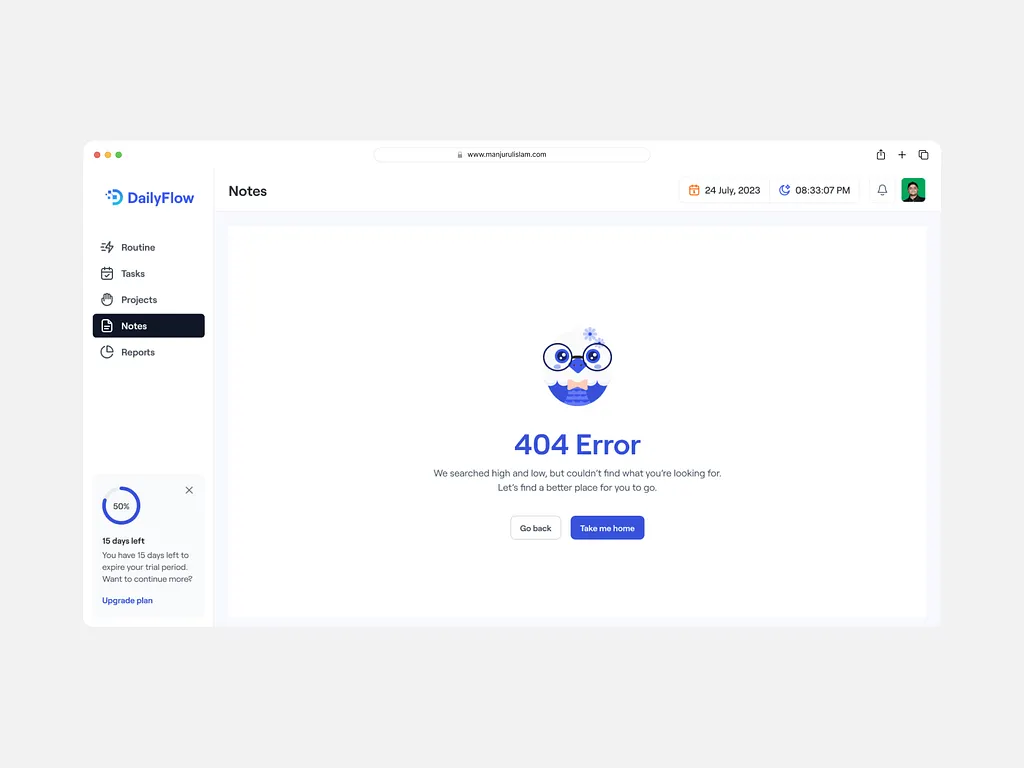 www.manjurulislam.com
DailyFlow
Notes
24 July, 2023
08:33:07 PM
Routine
Tasks
Projects
Notes
Reports
404 Error
We searched high and low, but couldn't find what you're looking for.
Let's find a better place for you to go.
Go back
Take me home
50%
15 days left
You have 15 days left to
expire your trial period.
Want to continue more?
Upgrade plan